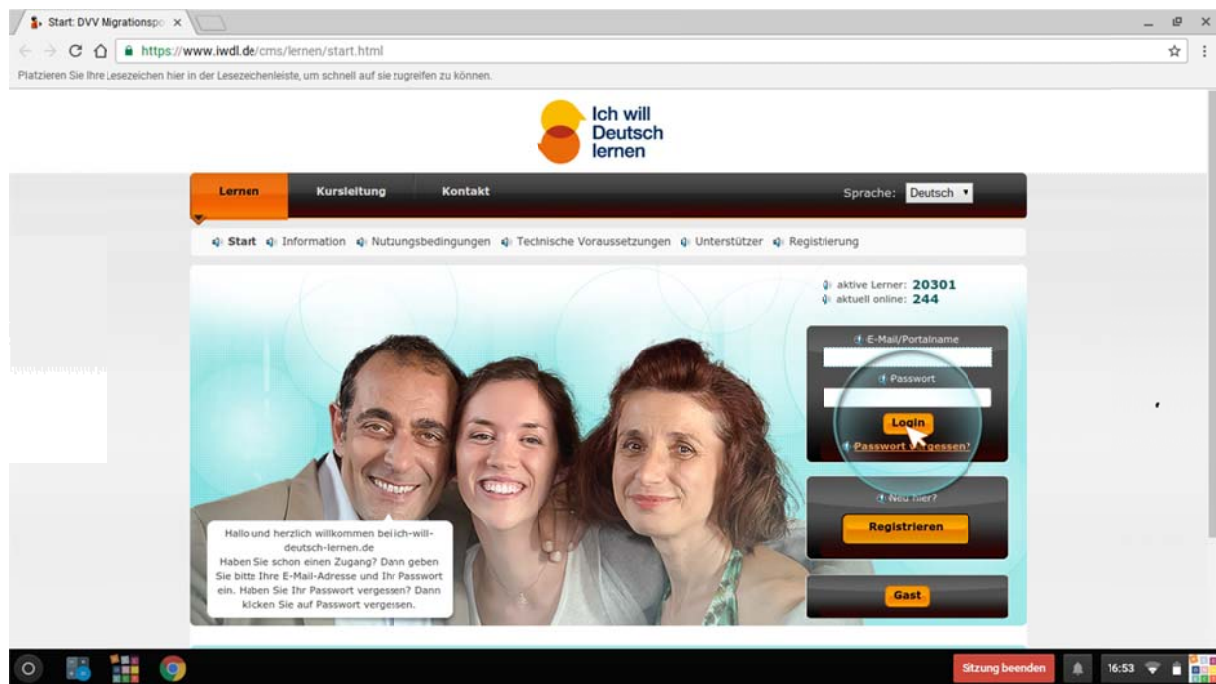 Start: DVV Migrationspo
https://www.iwdl.de/cms/lernen/start.html
Platzieren Sie Ihre Lesezeichen hier in der Lesezeichenleiste, um schnell auf sie zugreifen zu können.
Ich will
Deutsch
lernen
Lernen Kursleitung Kontakt Sprache: Deutsch
Start Information Nutzungsbedingungen Technische Voraussetzungen Unterstützer Registrierung
aktive Lerner: 20301
aktuell online: 244
E-Mail/Portalname
Passwort
Login
Passwort vergessen?
Neu hier?
Registrieren
Gast
Hallo und herzlich willkommen bei ich-will-
deutsch-lernen.de
Haben Sie schon einen Zugang? Dann geben
Sie bitte Ihre E-Mail-Adresse und Ihr Passwort
ein. Haben Sie Ihr Passwort vergessen? Dann
klicken Sie auf Passwort vergessen.
Sitzung beenden 16:53